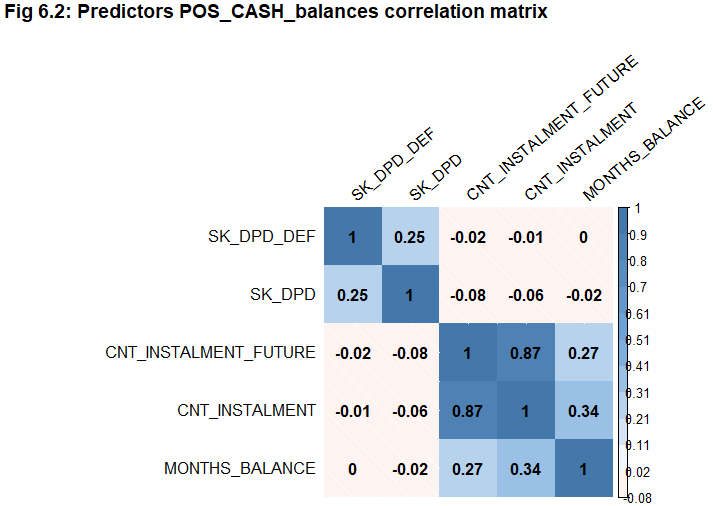 Fig 6.2: Predictors POS_CASH_balances correlation matrix
SK_DPD_DEF
SK_DPD
CNT_INSTALMENT_FUTURE
CNT_INSTALMENT
MONTHS_BALANCE
SK_DPD_DEF 1 0.25 -0.02 -0.01 0
SK_DPD 0.25 1 -0.08 -0.06 -0.02
CNT_INSTALMENT_FUTURE -0.02 -0.08 1 0.87 0.27
CNT_INSTALMENT -0.01 -0.06 0.87 1 0.34
MONTHS_BALANCE 0 -0.02 0.27 0.34 1
1
0.9
0.8
0.7
0.61
0.51
0.41
0.31
0.21
0.11
0.02
-0.08